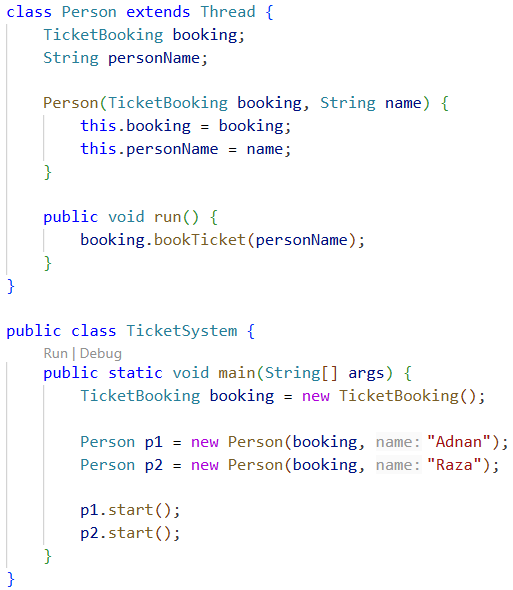 class Person extends Thread {
    TicketBooking booking;
    String personName;

    Person(TicketBooking booking, String name) {
        this.booking = booking;
        this.personName = name;
    }

    public void run() {
        booking.bookTicket(personName);
    }
}

public class TicketSystem {
    Run | Debug
    public static void main(String[] args) {
        TicketBooking booking = new TicketBooking();

        Person p1 = new Person(booking, name: "Adnan");
        Person p2 = new Person(booking, name: "Raza");

        p1.start();
        p2.start();
    }
}